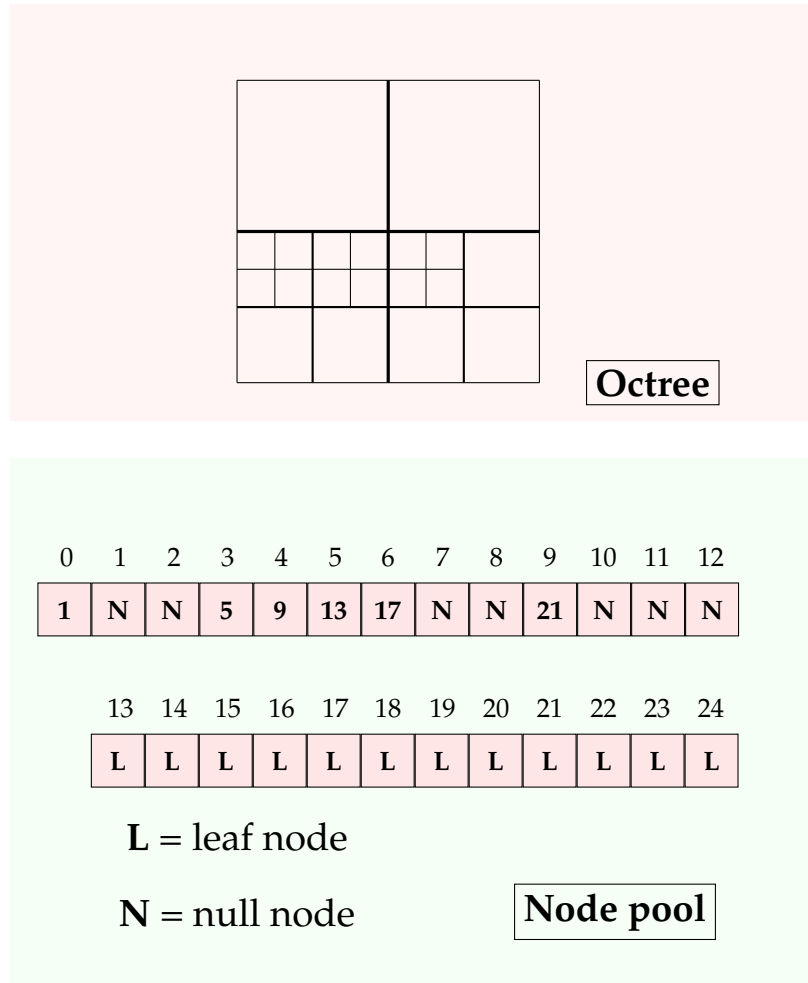 Octree
0 1 2 3 4 5 6 7 8 9 10 11 12
1 N N 5 9 13 17 N N 21 N N N
13 14 15 16 17 18 19 20 21 22 23 24
L L L L L L L L L L L L
L = leaf node
N = null node
Node pool